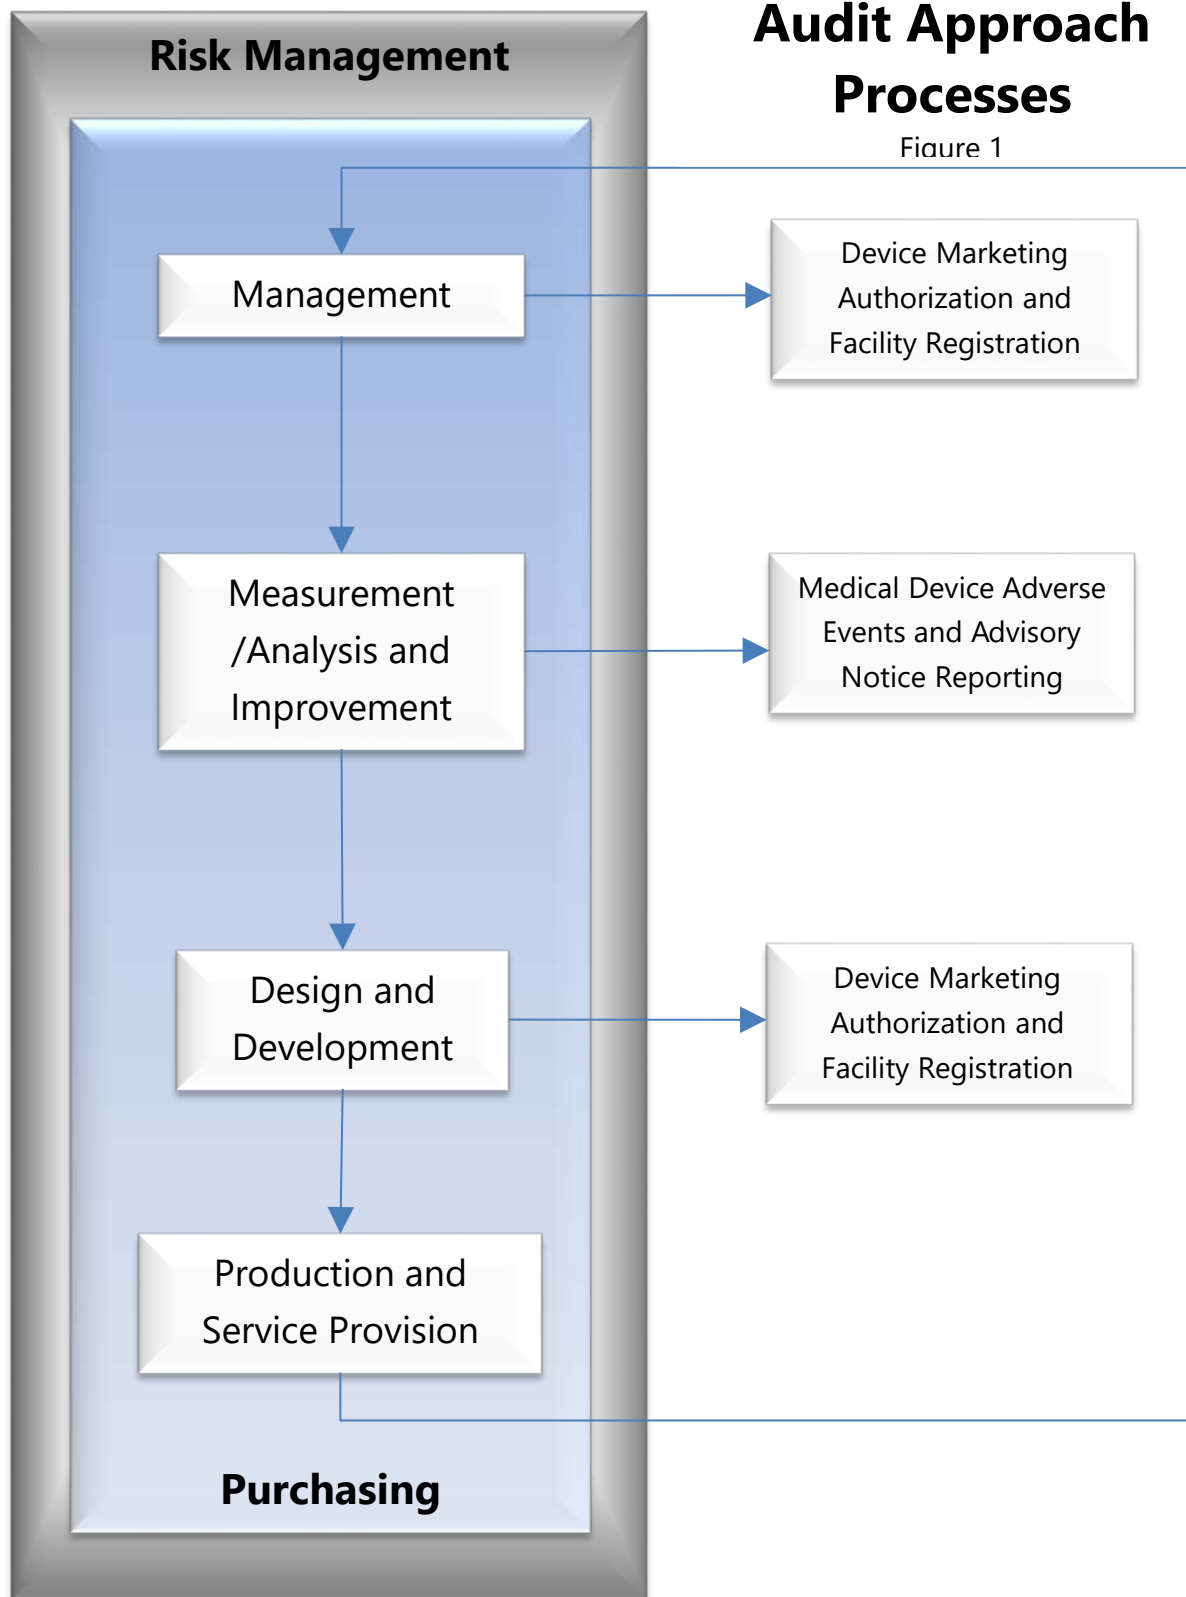 Risk Management
Audit Approach
Processes
Figure 1
Management
Device Marketing
Authorization and
Facility Registration
Measurement
/Analysis and
Improvement
Medical Device Adverse
Events and Advisory
Notice Reporting
Design and
Development
Device Marketing
Authorization and
Facility Registration
Production and
Service Provision
Purchasing